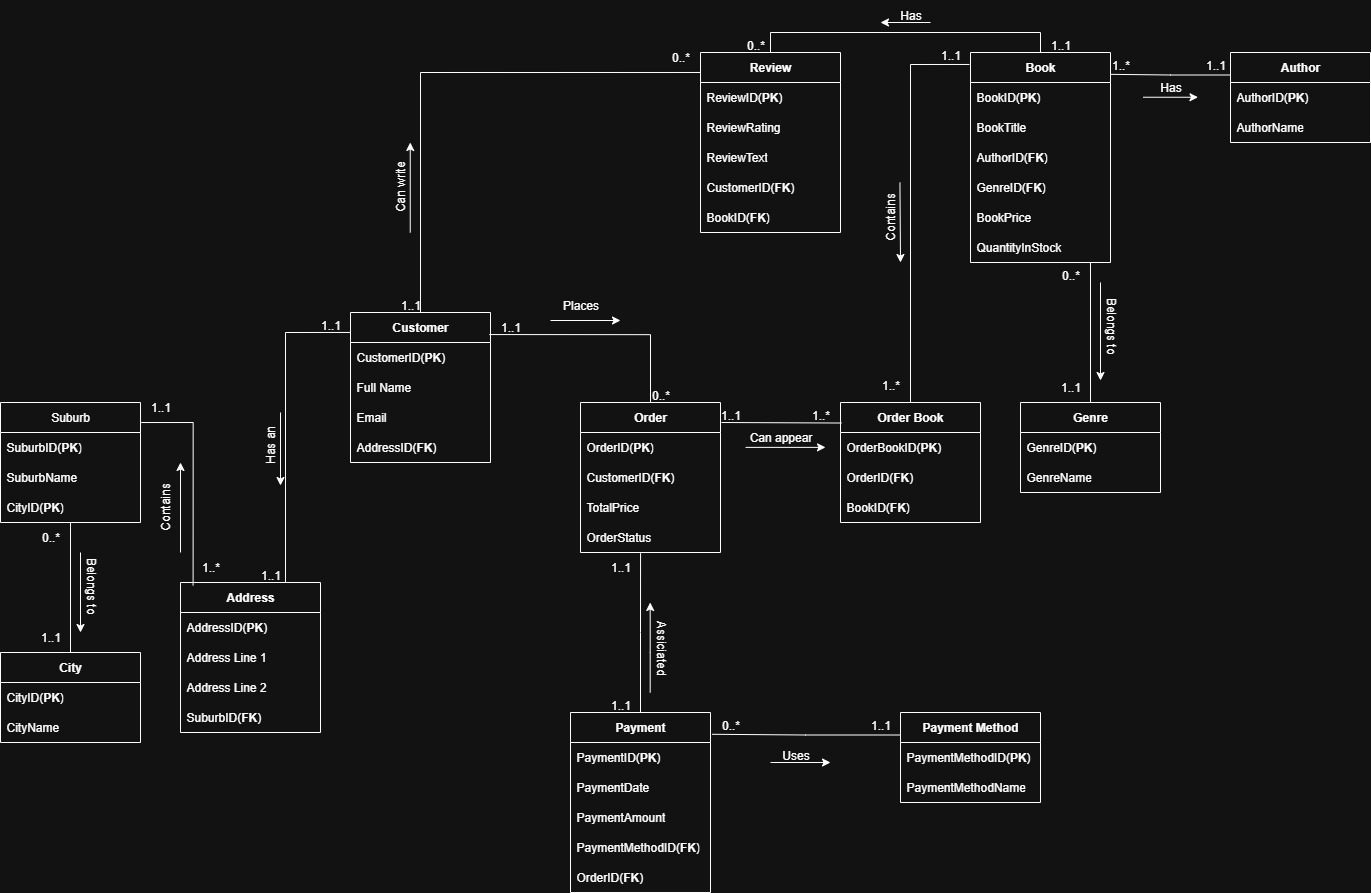 Has
0..*
1..1
0..*
Review
ReviewID(PK)
ReviewRating
ReviewText
CustomerID(FK)
BookID(FK)
1..1
Book
BookID(PK)
BookTitle
AuthorID(FK)
GenreID(FK)
BookPrice
QuantityInStock
1..*
1..1
Has
Author
AuthorID(PK)
AuthorName
Can write
Contains
0..*
Belongs to
1..1
1..1
1..1
Customer
CustomerID(PK)
Full Name
Email
AddressID(FK)
1..1
Places
0..*
1..*
Has an
Suburb
SuburbID(PK)
SuburbName
CityID(PK)
1..1
Contains
Order
OrderID(PK)
CustomerID(FK)
TotalPrice
OrderStatus
1..1
1..*
Can appear
Order Book
OrderBookID(PK)
OrderID(FK)
BookID(FK)
Genre
GenreID(PK)
GenreName
0..*
Belongs to
1..1
1..*
1..1
Address
AddressID(PK)
Address Line 1
Address Line 2
SuburbID(FK)
City
CityID(PK)
CityName
1..1
Assiciated
1..1
Payment
PaymentID(PK)
PaymentDate
PaymentAmount
PaymentMethodID(FK)
OrderID(FK)
0..*
1..1
Uses
Payment Method
PaymentMethodID(PK)
PaymentMethodName